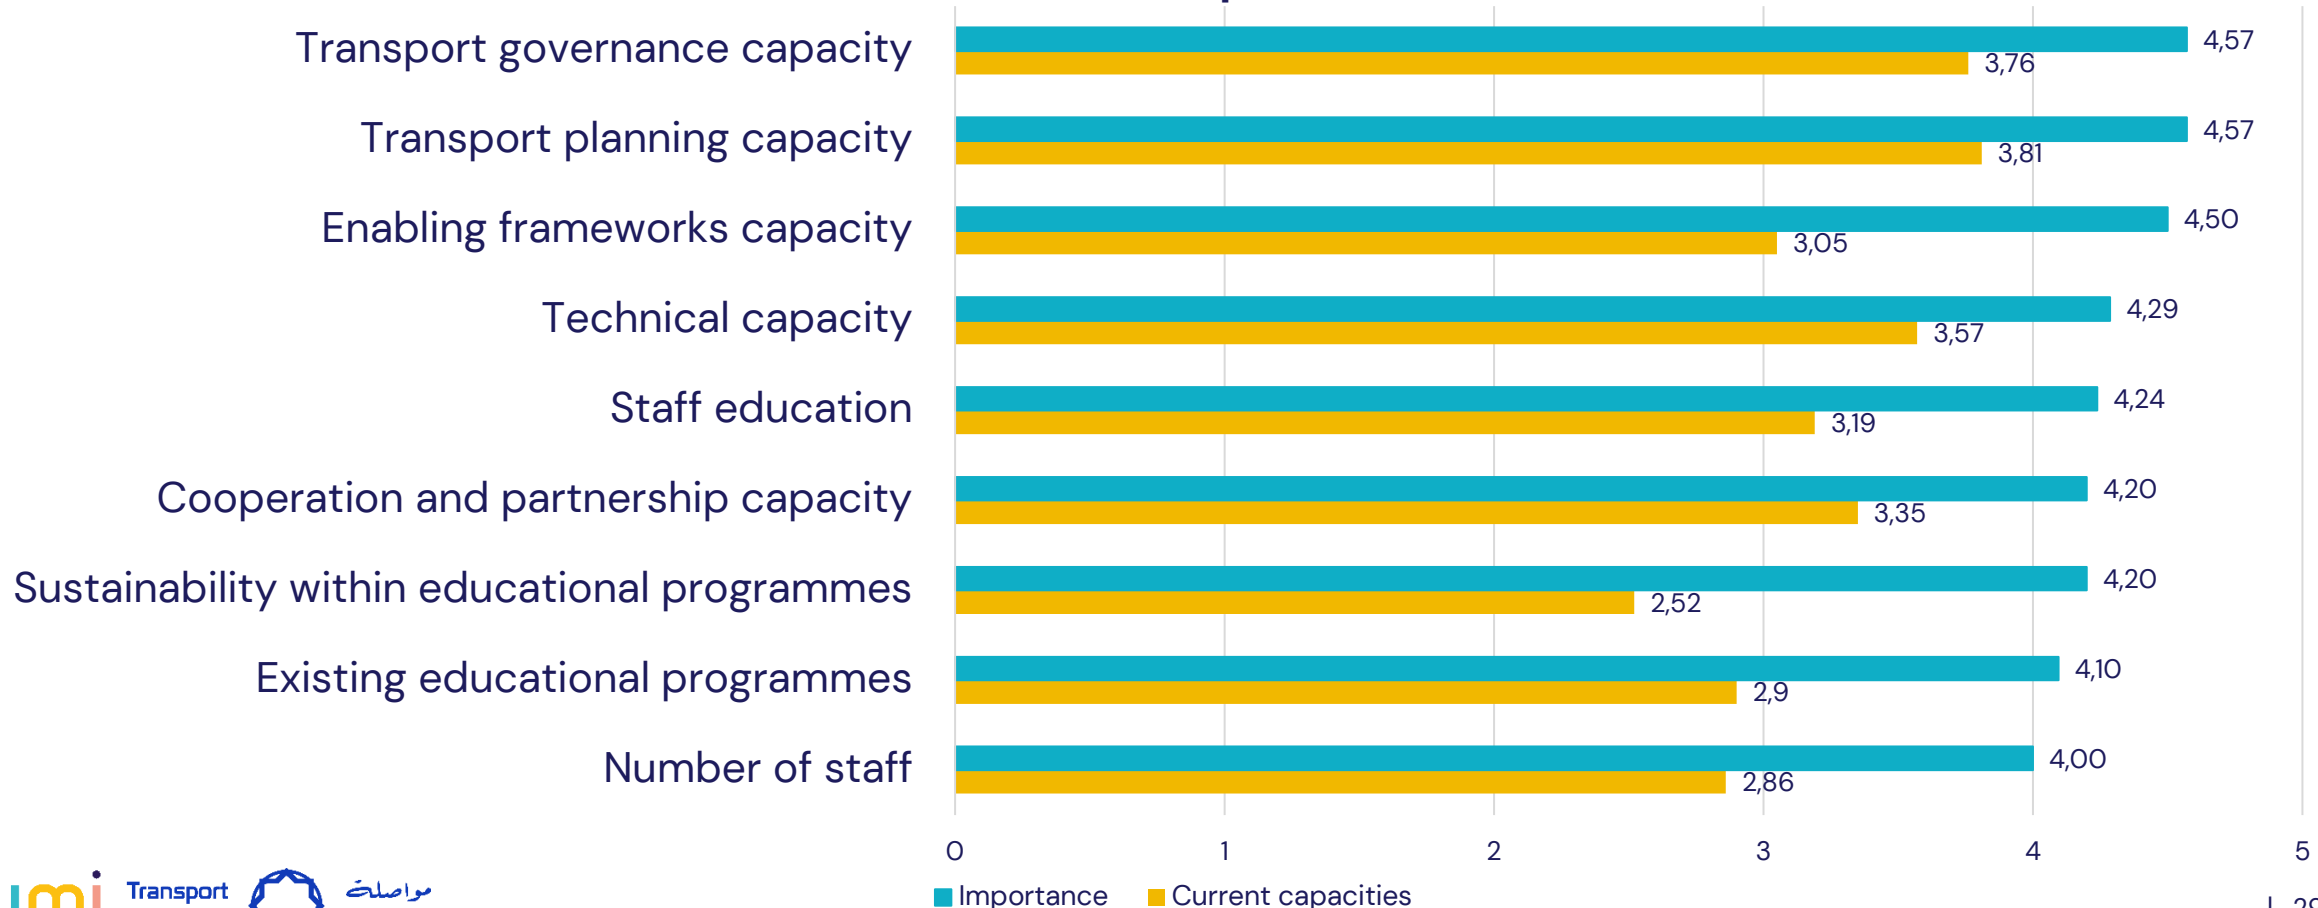 Transport governance capacity
4,57
3,76
Transport planning capacity
4,57
3,81
Enabling frameworks capacity
4,50
3,05
Technical capacity
4,29
3,57
Staff education
4,24
3,19
Cooperation and partnership capacity
4,20
3,35
Sustainability within educational programmes
4,20
2,52
Existing educational programmes
4,10
2,9
Number of staff
4,00
2,86
0 1 2 3 4 5
Importance Current capacities
Transport
مواصلة